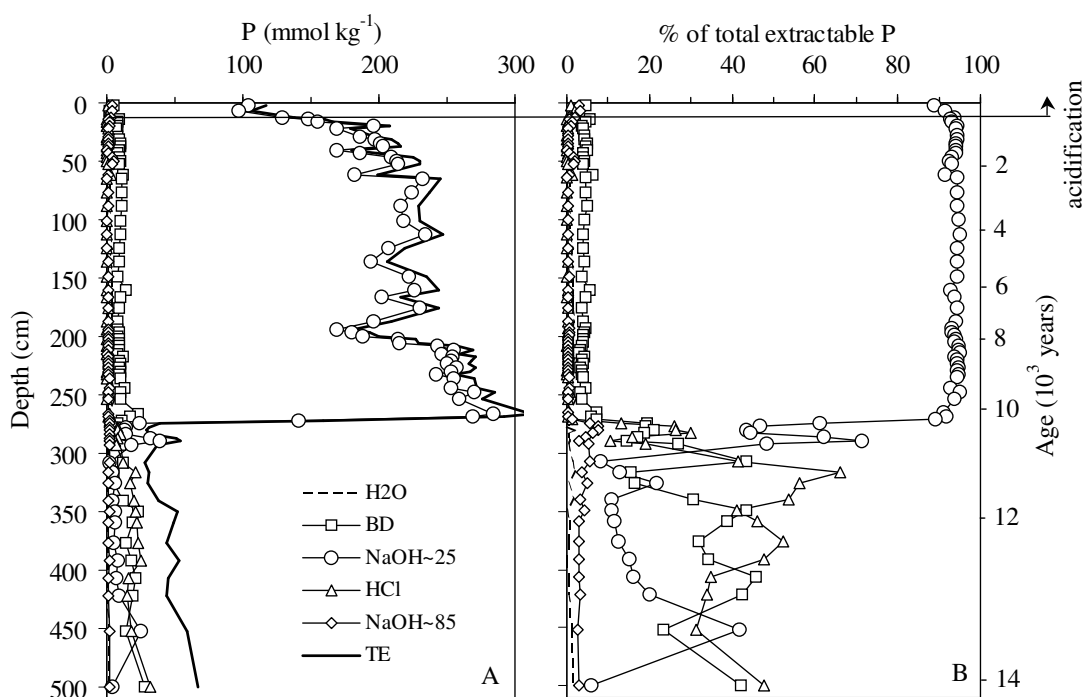 P (mmol kg-1)
% of total extractable P
0 100 200 300
0 20 40 60 80 100
0
50
100
150
200
250
300
350
400
450
500
Depth (cm)
H2O
BD
NaOH~25
HCl
NaOH~85
TE
A
B
2
4
6
8
10
12
14
Age (10³ years)
acidification